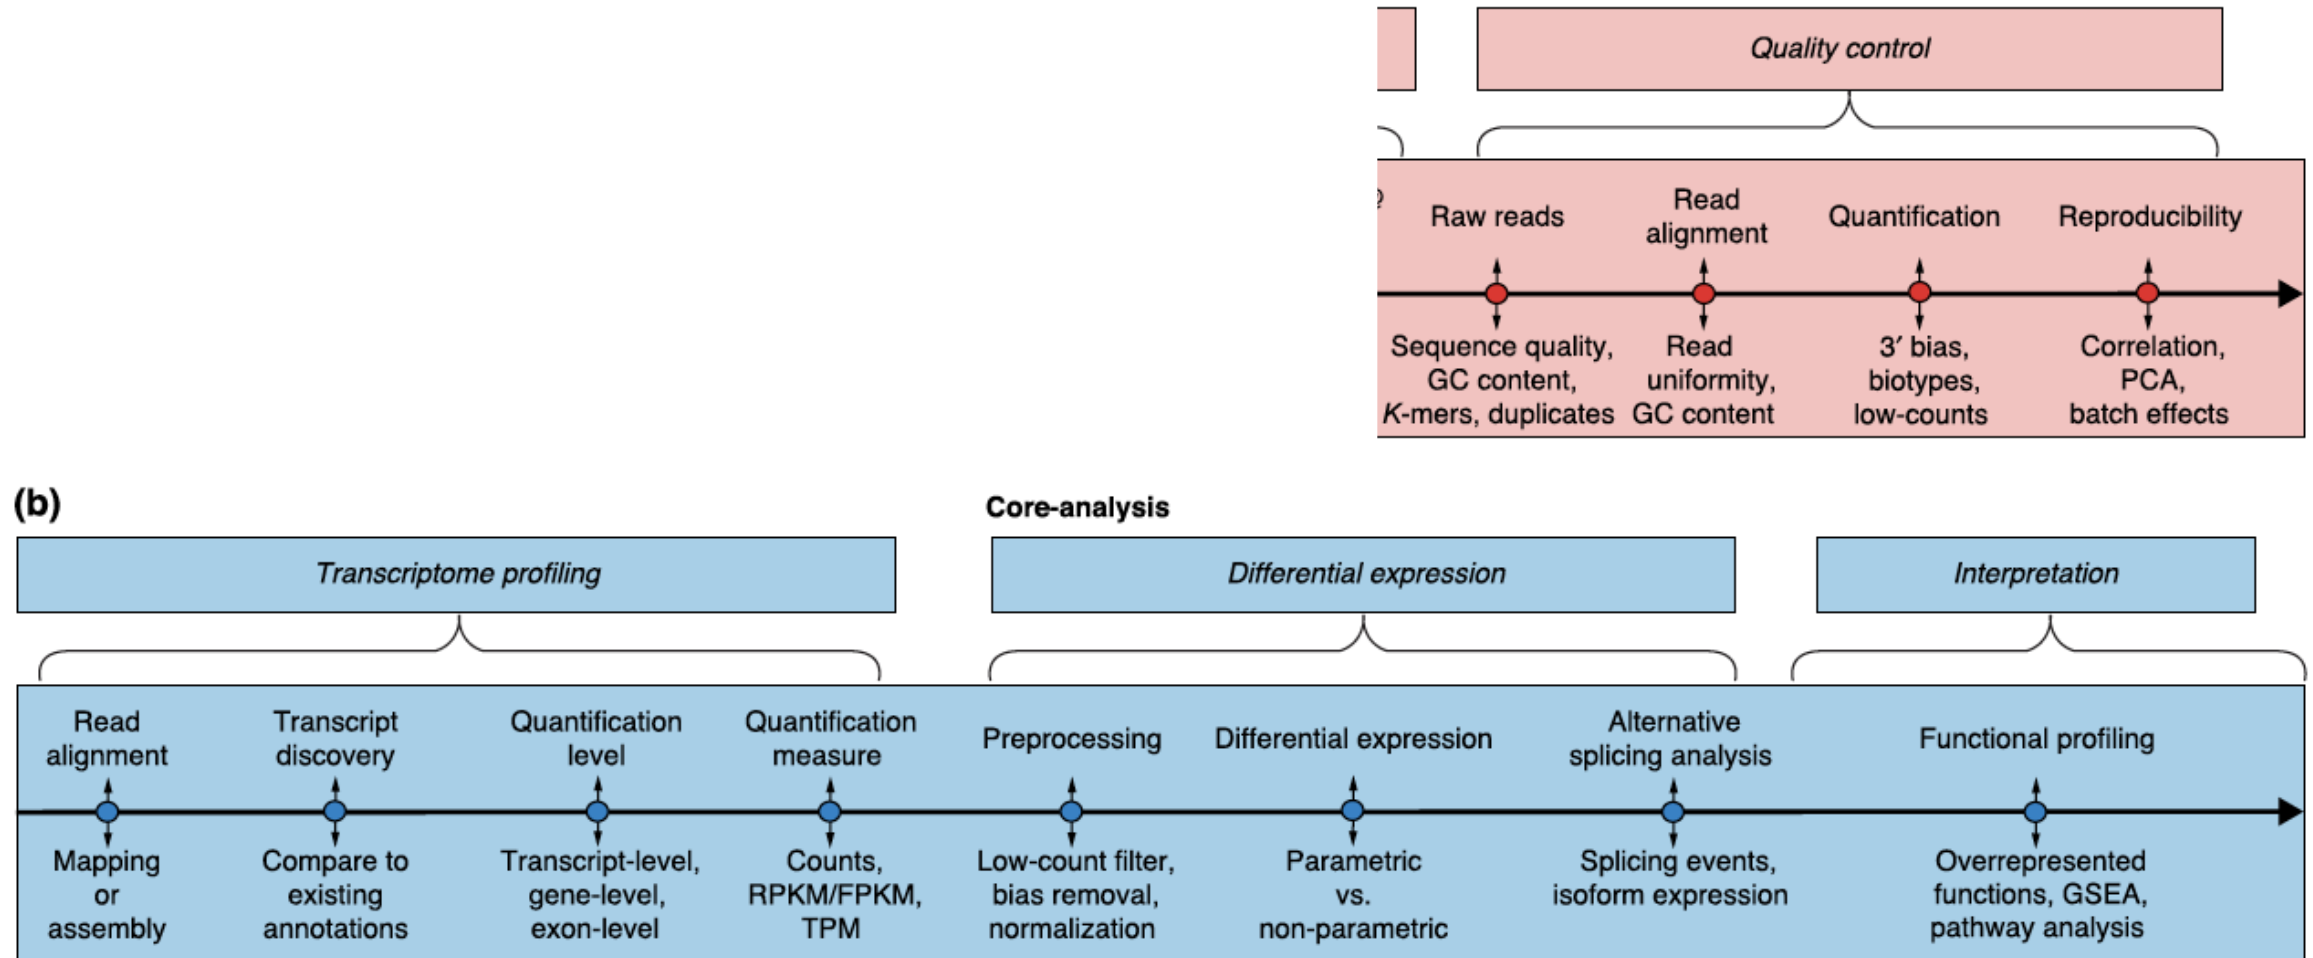 Quality control
Raw reads
Read
alignment
Quantification
Reproducibility
Sequence quality,
GC content,
K-mers, duplicates
Read
uniformity,
GC content
3′ bias,
biotypes,
low-counts
Correlation,
PCA,
batch effects
(b)
Core-analysis
Transcriptome profiling
Differential expression
Interpretation
Read
alignment
Transcript
discovery
Quantification
level
Quantification
measure
Preprocessing
Differential expression
Alternative
splicing analysis
Functional profiling
Mapping
or
assembly
Compare to
existing
annotations
Transcript-level,
gene-level,
exon-level
Counts,
RPKM/FPKM,
TPM
Low-count filter,
bias removal,
normalization
Parametric
vs.
non-parametric
Splicing events,
isoform expression
Overrepresented
functions, GSEA,
pathway analysis